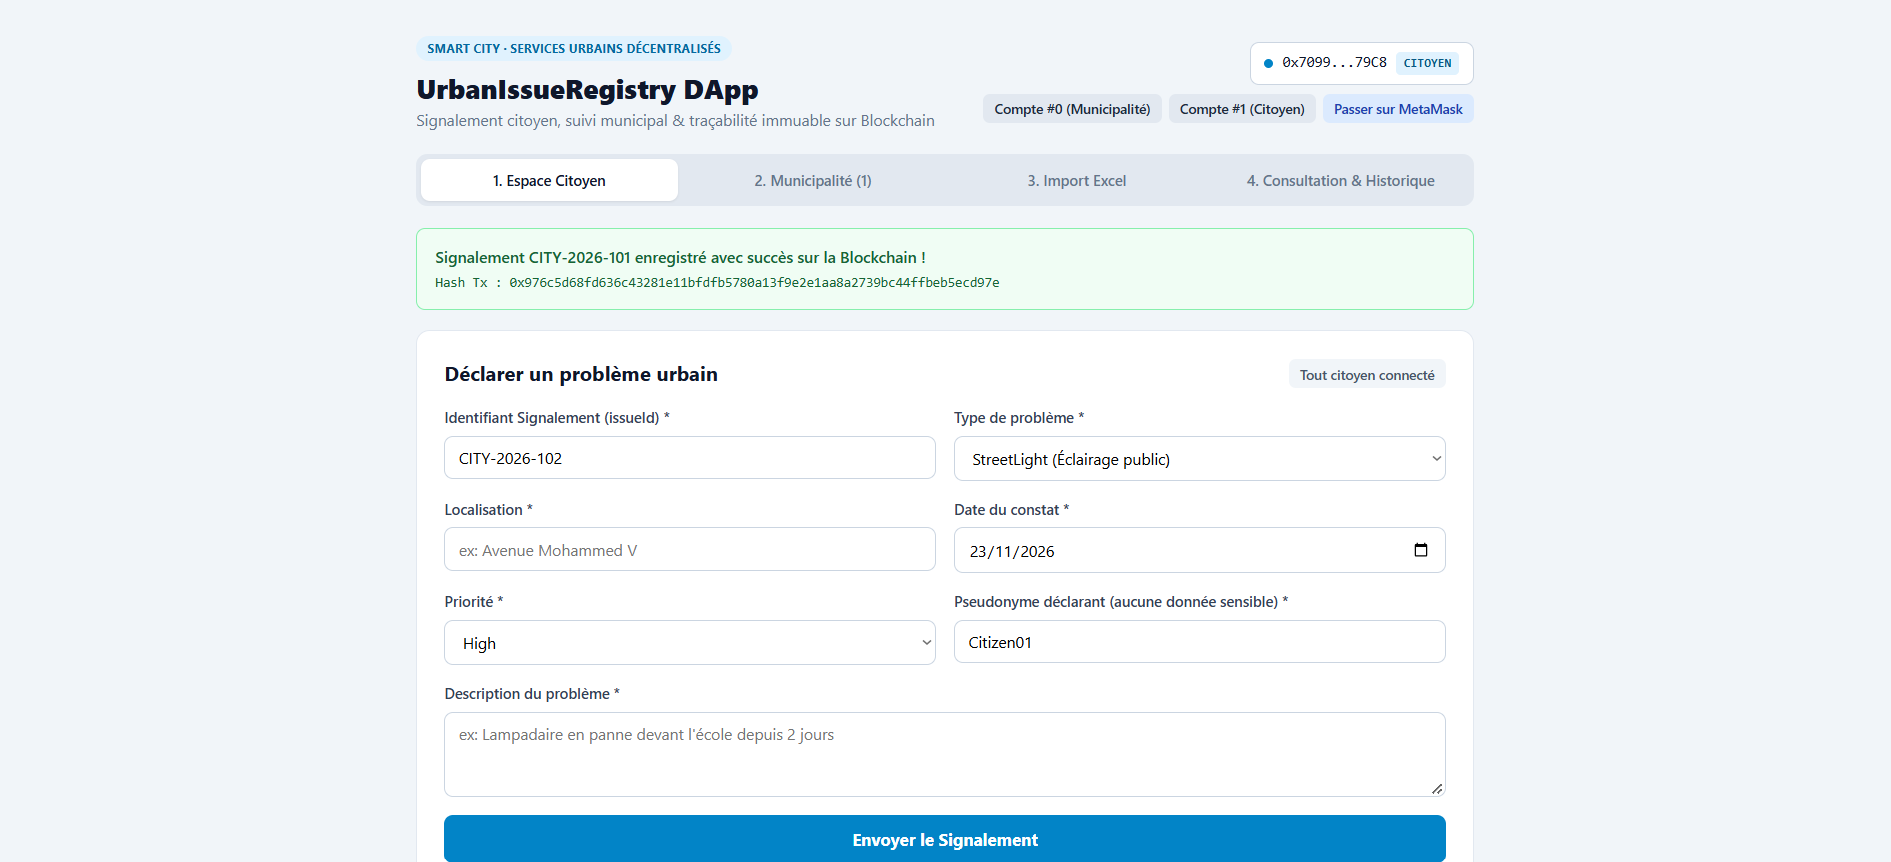 SMART CITY · SERVICES URBAINS DÉCENTRALISÉS
UrbanIssueRegistry DApp
Signalement citoyen, suivi municipal & traçabilité immuable sur Blockchain
0x7099...79C8 CITOYEN
Compte #0 (Municipalité) Compte #1 (Citoyen) Passer sur MetaMask
1. Espace Citoyen 2. Municipalité (1) 3. Import Excel 4. Consultation & Historique
Signalement CITY-2026-101 enregistré avec succès sur la Blockchain !
Hash Tx : 0x976c5d68fd636c43281e11bfdfb5780a13f9e2e1aa8a2739bc44ffbeb5ecd97e
Déclarer un problème urbain Tout citoyen connecté
Identifiant Signalement (issueId) * Type de problème *
CITY-2026-102 StreetLight (Éclairage public)
Localisation * Date du constat *
ex: Avenue Mohammed V 23/11/2026
Priorité * Pseudonyme déclarant (aucune donnée sensible) *
High Citizen01
Description du problème *
ex: Lampadaire en panne devant l'école depuis 2 jours
Envoyer le Signalement